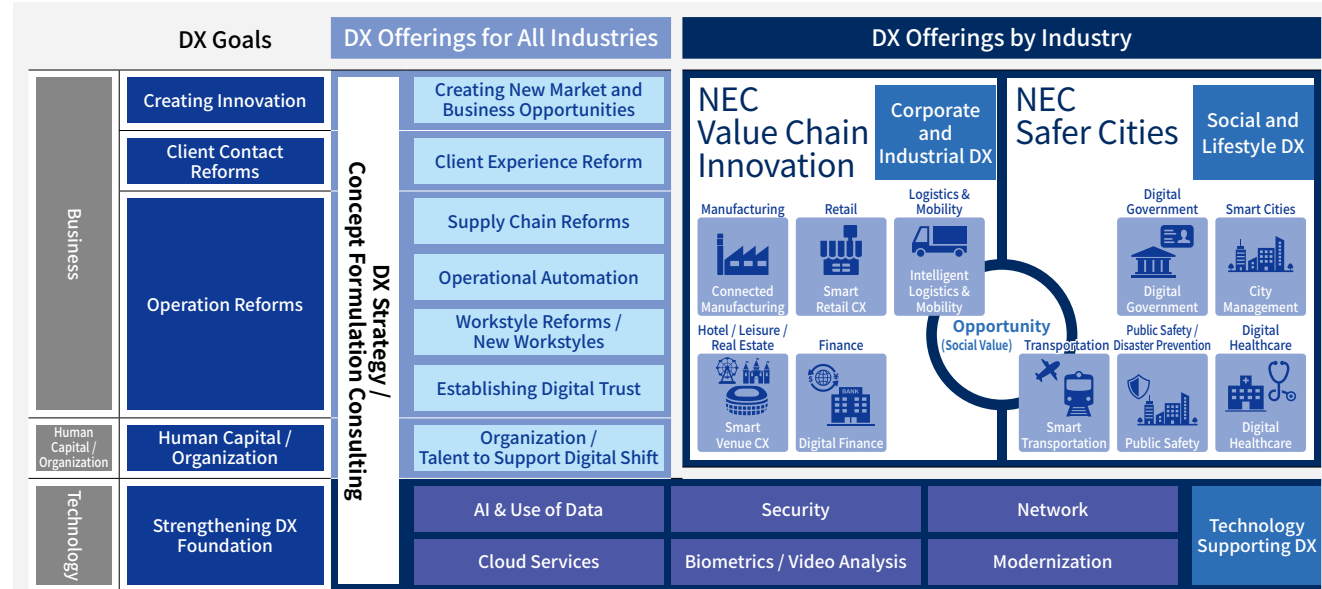 DX Goals
DX Offerings for All Industries
DX Offerings by Industry
Business
Creating Innovation
Client Contact
Reforms
Operation Reforms
Human
Capital /
Organization
Human Capital /
Organization
Technology
Strengthening DX
Foundation
DX Strategy /
Concept Formulation Consulting
Creating New Market and
Business Opportunities
Client Experience Reform
Supply Chain Reforms
Operational Automation
Workstyle Reforms /
New Workstyles
Establishing Digital Trust
Organization /
Talent to Support Digital Shift
NEC
Value Chain
Innovation
Corporate
and
Industrial DX
Manufacturing
Connected
Manufacturing
Retail
Smart
Retail CX
Logistics &
Mobility
Intelligent
Logistics &
Mobility
Hotel / Leisure /
Real Estate
Smart
Venue CX
Finance
BANK
Digital Finance
Opportunity
(Social Value)
NEC
Safer Cities
Social and
Lifestyle DX
Digital
Government
Digital
Government
Smart Cities
City
Management
Transportation
Smart
Transportation
Public Safety /
Disaster Prevention
Public Safety
Digital
Healthcare
Digital
Healthcare
AI & Use of Data
Security
Network
Cloud Services
Biometrics / Video Analysis
Modernization
Technology
Supporting DX